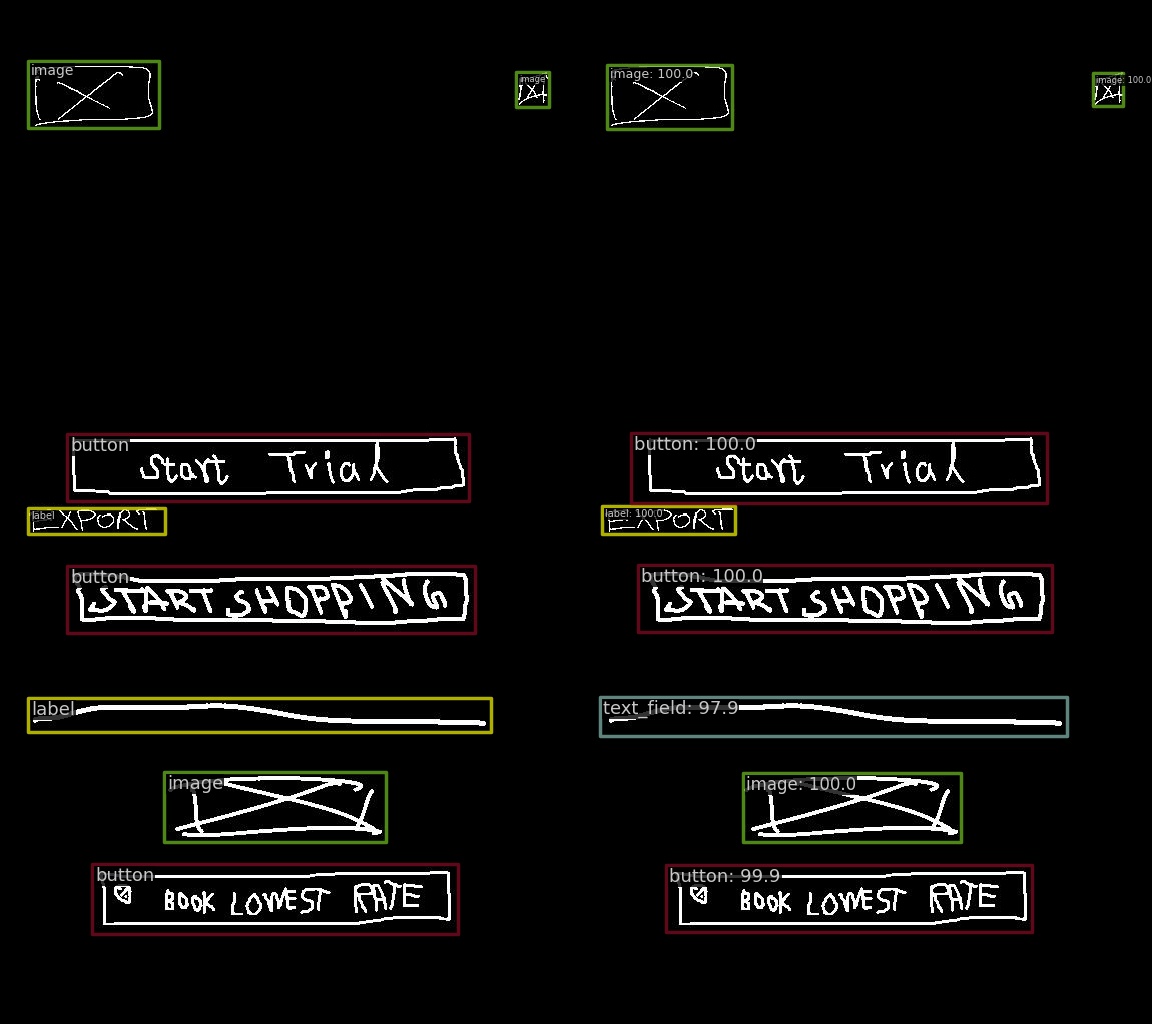 image image image: 100.0 image: 100.0
button button: 100.0
Start Trial Start Trial
label label: 100.0
EXPORT EXPORT
button button: 100.0
START SHOPPING START SHOPPING
label text_field: 97.9
image image: 100.0
button button: 99.9
BOOK LOWEST RATE BOOK LOWEST RATE